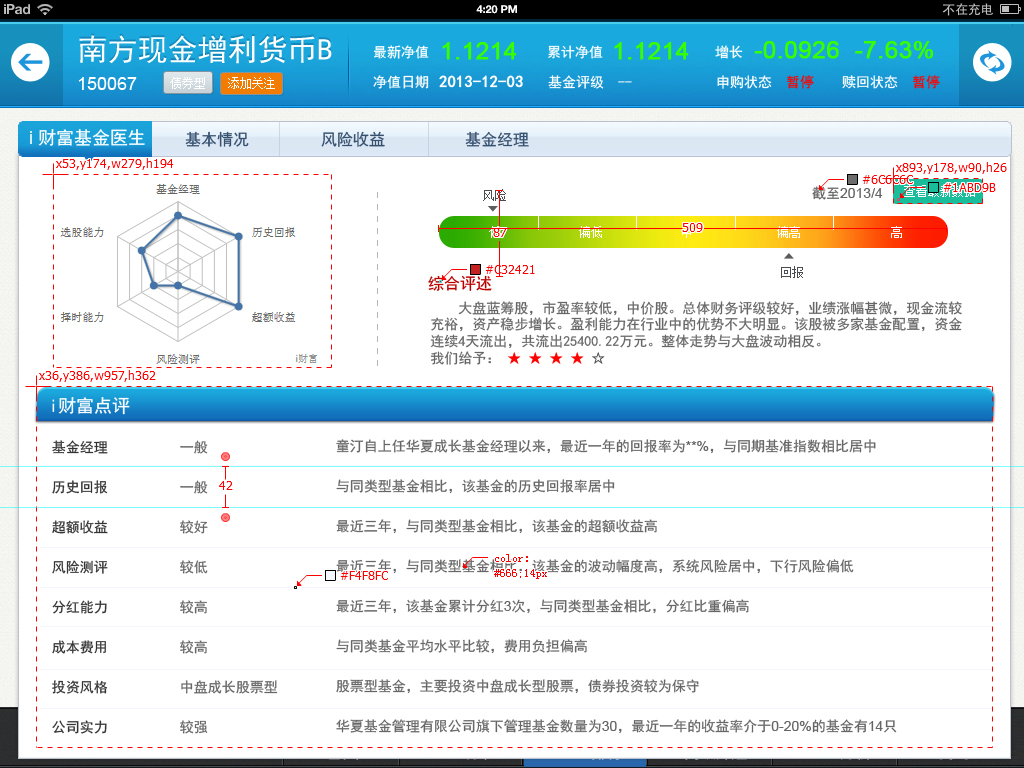 iPad
4:20 PM
不在充电
南方现金增利货币B
150067
债券型
添加关注
最新净值 1.1214
累计净值 1.1214
增长 -0.0926 -7.63%
净值日期 2013-12-03
基金评级 --
申购状态 暂停
赎回状态 暂停
i 财富基金医生
基本情况
风险收益
基金经理
x53,y174,w279,h194
x893,y178,w90,h26
基金经理
选股能力
历史回报
择时能力
超额收益
风险测评
i财富
风险
#6C6C6C
截至2013/4
#1ABD9B
87
偏低
509
偏高
高
回报
#C32421
综合评述
大盘蓝筹股，市盈率较低，中价股。总体财务评级较好，业绩涨幅甚微，现金流较
充裕，资产稳步增长。盈利能力在行业中的优势不大明显。该股被多家基金配置，资金
连续4天流出，共流出25400.22万元。整体走势与大盘波动相反。
我们给予：★ ★ ★ ★ ☆
x36,y386,w957,h362
i 财富点评
基金经理 一般 童汀自上任华夏成长基金经理以来，最近一年的回报率为**%，与同期基准指数相比居中
历史回报 一般 42 与同类型基金相比，该基金的历史回报率居中
超额收益 较好 最近三年，与同类型基金相比，该基金的超额收益高
color:
风险测评 较低 最近三年，与同类型基金相比，该基金的波动幅度高，系统风险居中，下行风险偏低
#F4F8FC
#666;14px
分红能力 较高 最近三年，该基金累计分红3次，与同类型基金相比，分红比重偏高
成本费用 较高 与同类基金平均水平比较，费用负担偏高
投资风格 中盘成长股票型 股票型基金，主要投资中盘成长型股票，债券投资较为保守
公司实力 较强 华夏基金管理有限公司旗下管理基金数量为30，最近一年的收益率介于0-20%的基金有14只